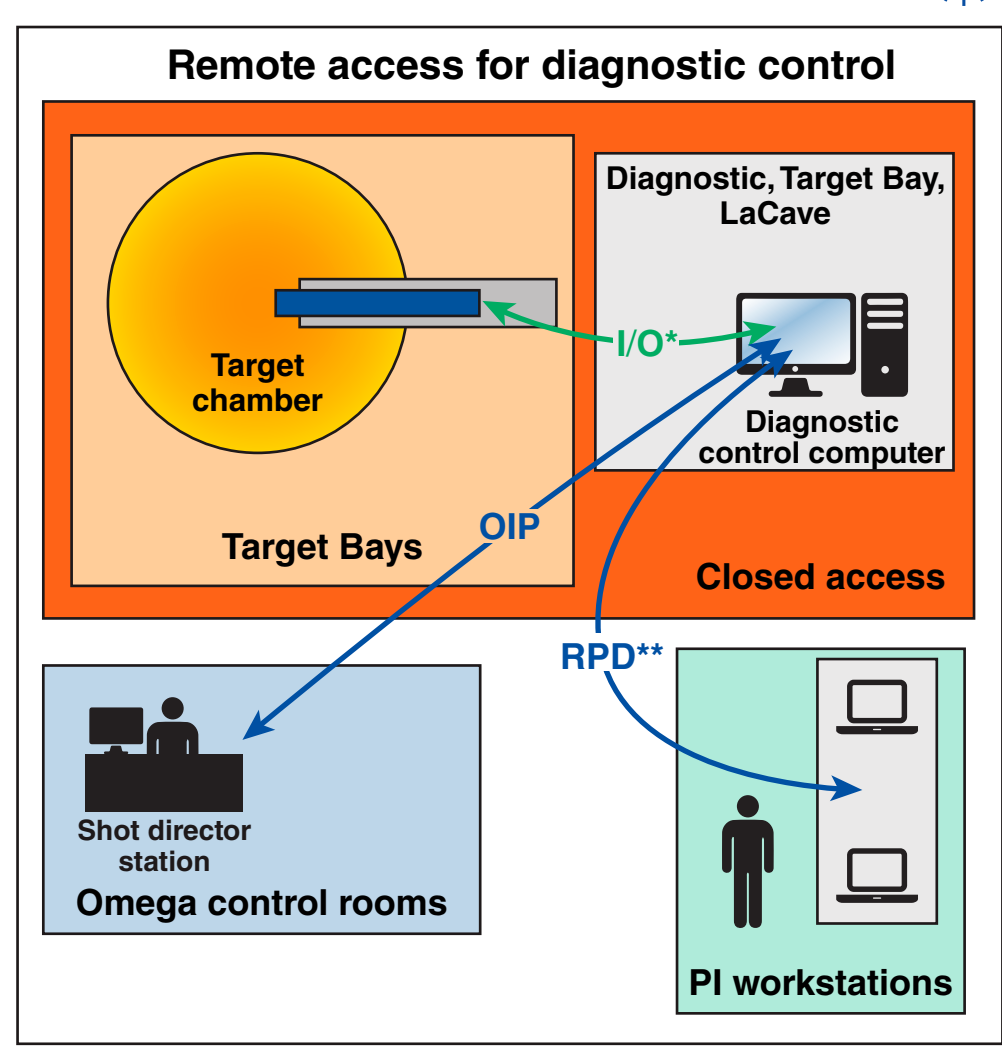 Remote access for diagnostic control
Diagnostic, Target Bay,
LaCave
I/O*
Target
chamber
Diagnostic
control computer
OIP
Target Bays
Closed access
RPD**
Shot director
station
Omega control rooms
PI workstations